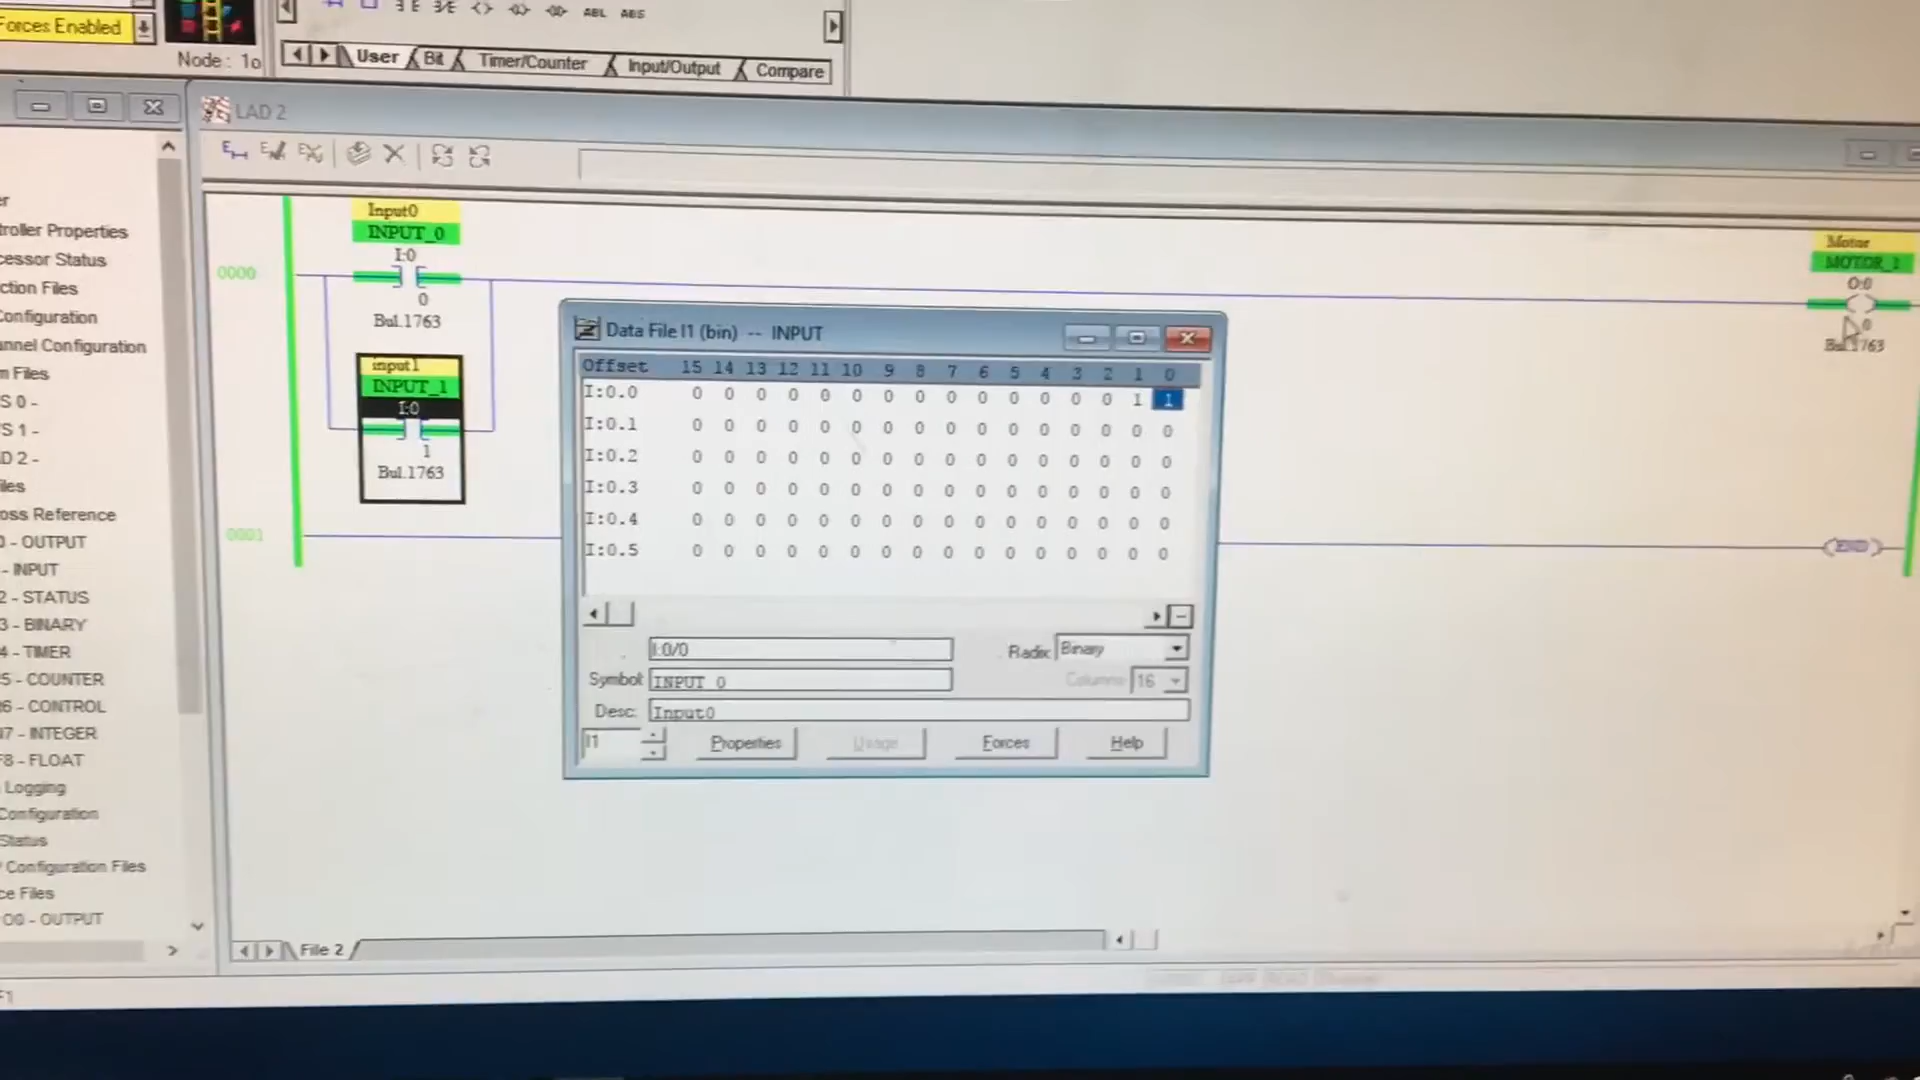 Forces Enabled
Node: 1o
ABL ABS
User Bit Timer/Counter Input/Output Compare
LAD 2
Input0
INPUT_0
I:0
0
Bul.1763
0000
input1
INPUT_1
I:0
1
Bul.1763
0001
Motor
MOTOR_1
O:0
0
Bul.1763
END
Data File I1 (bin) -- INPUT
Offset 15 14 13 12 11 10 9 8 7 6 5 4 3 2 1 0
I:0.0 0 0 0 0 0 0 0 0 0 0 0 0 0 0 1 1
I:0.1 0 0 0 0 0 0 0 0 0 0 0 0 0 0 0 0
I:0.2 0 0 0 0 0 0 0 0 0 0 0 0 0 0 0 0
I:0.3 0 0 0 0 0 0 0 0 0 0 0 0 0 0 0 0
I:0.4 0 0 0 0 0 0 0 0 0 0 0 0 0 0 0 0
I:0.5 0 0 0 0 0 0 0 0 0 0 0 0 0 0 0 0
I:0/0 Radix: Binary
Symbol: INPUT_0 Columns: 16
Desc: Input0
I1 Properties Usage Forces Help
er
troller Properties
cessor Status
ction Files
Configuration
annel Configuration
m Files
S 0 -
S 1 -
D 2 -
iles
oss Reference
0 - OUTPUT
- INPUT
2 - STATUS
3 - BINARY
4 - TIMER
5 - COUNTER
R6 - CONTROL
N7 - INTEGER
F8 - FLOAT
Logging
Configuration
Status
Configuration Files
ce Files
O0 - OUTPUT
File 2
F1